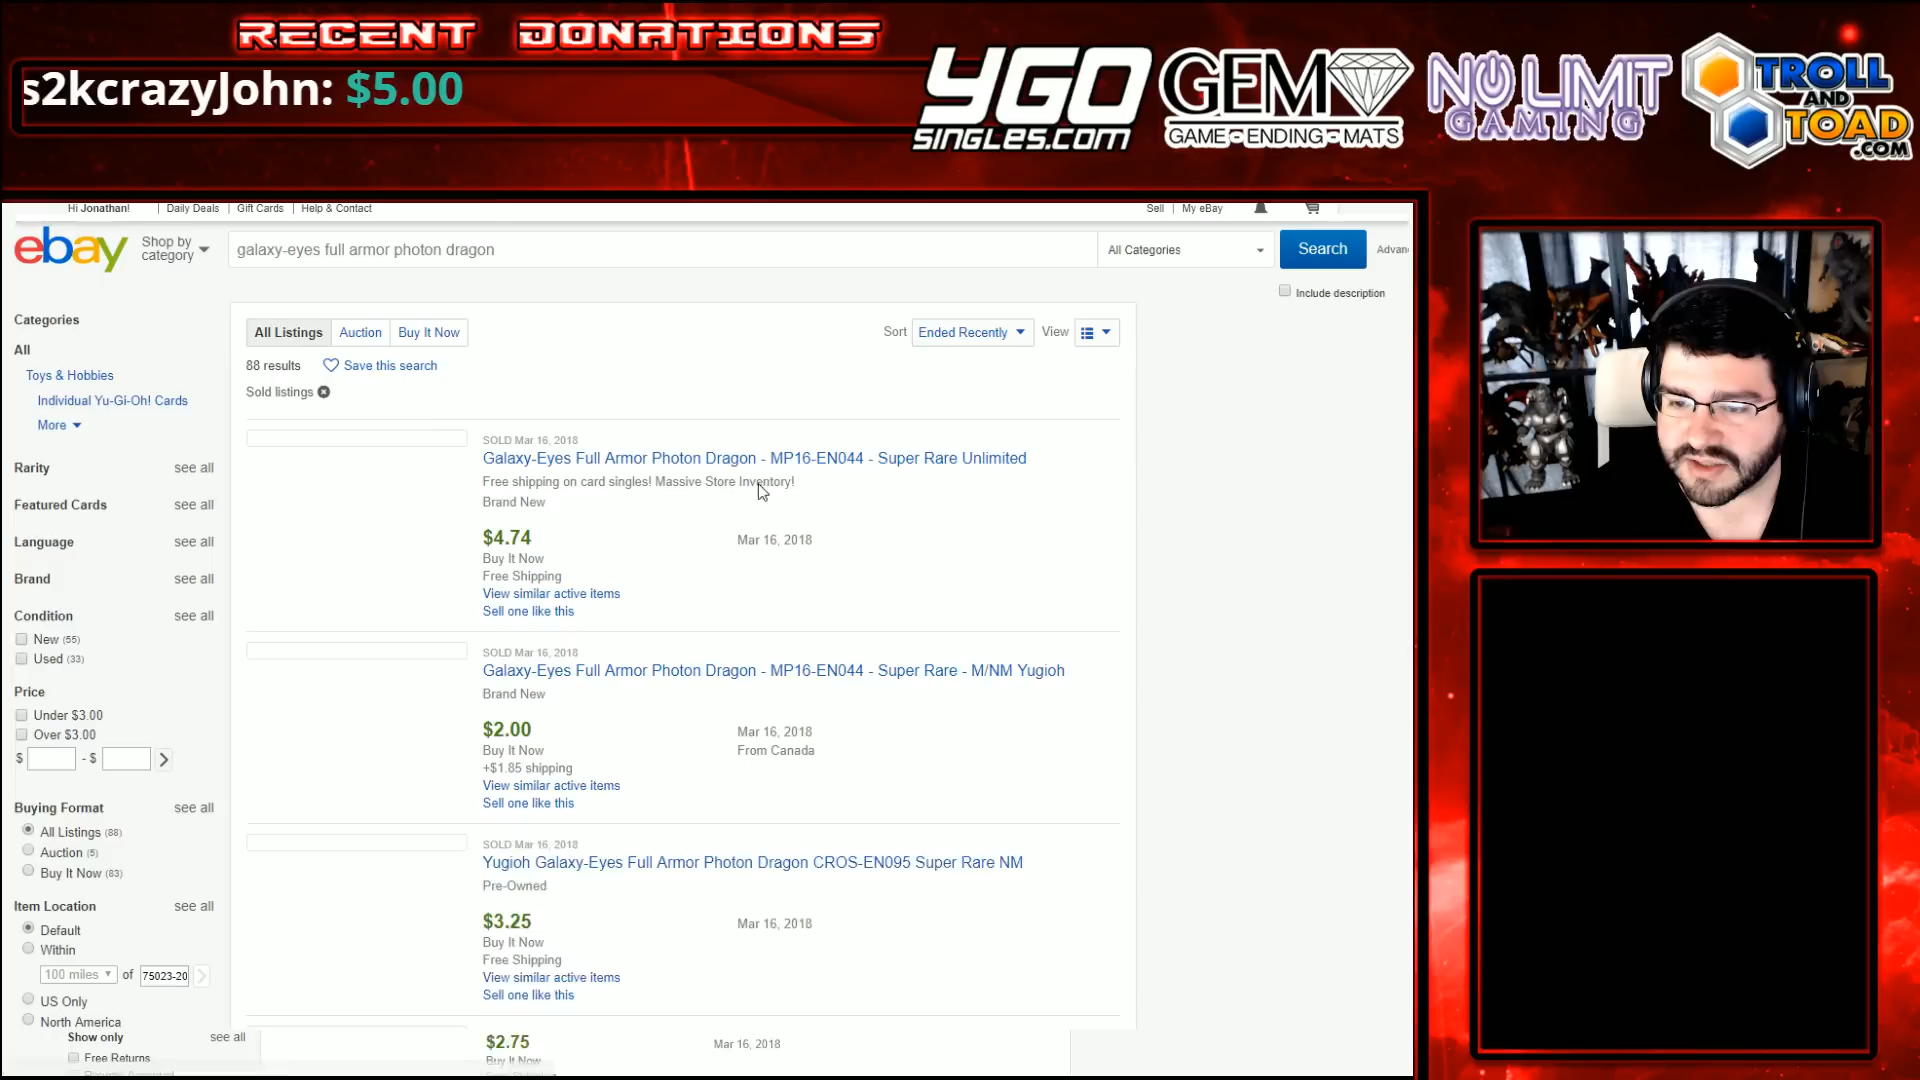 RECENT DONATIONS
s2kcrazyJohn: $5.00
YGO
SINGLES.COM
GEM
GAME-ENDING-MATS
NO LIMIT
GAMING
TROLL
AND
TOAD
.COM
Hi Jonathan! | Daily Deals | Gift Cards | Help & Contact
Sell | My eBay
ebay
Shop by
category
galaxy-eyes full armor photon dragon
All Categories
Search
Include description
Categories
All
Toys & Hobbies
Individual Yu-Gi-Oh! Cards
More
Rarity see all
Featured Cards see all
Language see all
Brand see all
Condition see all
New (55)
Used (33)
Price
Under $3.00
Over $3.00
$ - $
Buying Format see all
All Listings (88)
Auction (5)
Buy It Now (83)
Item Location see all
Default
Within
100 miles of 75023-20
US Only
North America
Show only see all
Free Returns
All Listings Auction Buy It Now
Sort Ended Recently View
88 results Save this search
Sold listings
SOLD Mar 16, 2018
Galaxy-Eyes Full Armor Photon Dragon - MP16-EN044 - Super Rare Unlimited
Free shipping on card singles! Massive Store Inventory!
Brand New
$4.74 Mar 16, 2018
Buy It Now
Free Shipping
View similar active items
Sell one like this
SOLD Mar 16, 2018
Galaxy-Eyes Full Armor Photon Dragon - MP16-EN044 - Super Rare - M/NM Yugioh
Brand New
$2.00 Mar 16, 2018
Buy It Now From Canada
+$1.85 shipping
View similar active items
Sell one like this
SOLD Mar 16, 2018
Yugioh Galaxy-Eyes Full Armor Photon Dragon CROS-EN095 Super Rare NM
Pre-Owned
$3.25 Mar 16, 2018
Buy It Now
Free Shipping
View similar active items
Sell one like this
$2.75 Mar 16, 2018
Buy It Now